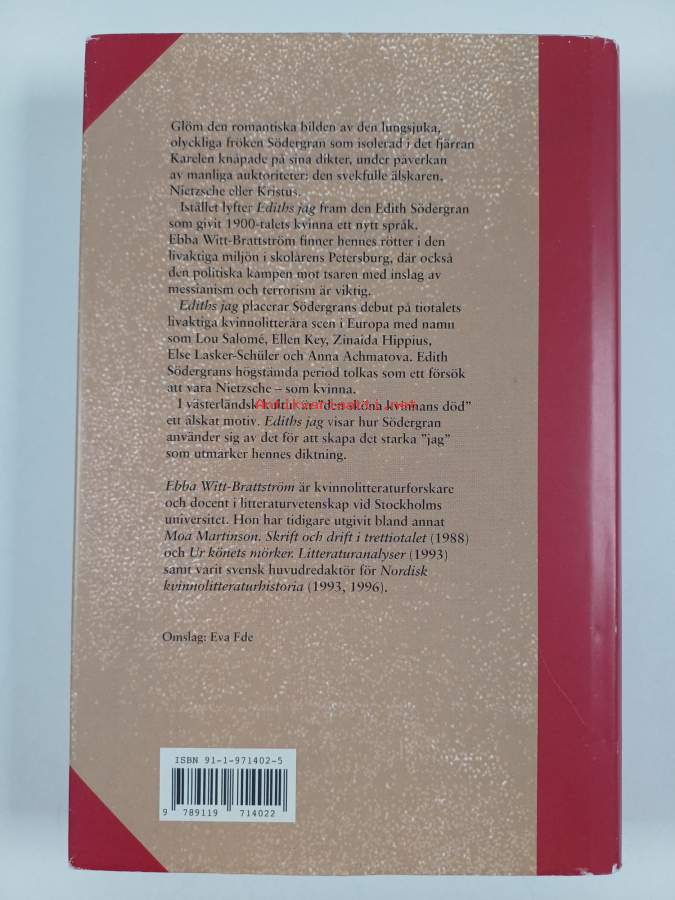 Glöm den romantiska bilden av den lungsjuka,
olyckliga fröken Södergran som isolerad i det fjärran
Karelen knåpade på sina dikter, under påverkan
av manliga auktoriteter: den svekfulle älskaren,
Nietzsche eller Kristus.
Istället lyfter Ediths jag fram den Edith Södergran
som givit 1900-talets kvinna ett nytt språk.
Ebba Witt-Brattström finner hennes rötter i den
livaktiga miljön i skolårens Petersburg, där också
den politiska kampen mot tsaren med inslag av
messianism och terrorism är viktig.
Ediths jag placerar Södergrans debut på tiotalets
livaktiga kvinnolitterära scen i Europa med namn
som Lou Salomé, Ellen Key, Zinaida Hippius,
Else Lasker-Schüler och Anna Achmatova. Edith
Södergrans högstämda period tolkas som ett försök
att vara Nietzsche – som kvinna.
I västerländsk kultur är "den sköna kvinnans död"
ett älskat motiv. Ediths jag visar hur Södergran
använder sig av det för att skapa det starka "jag"
som utmärker hennes diktning.
Ebba Witt-Brattström är kvinnolitteraturforskare
och docent i litteraturvetenskap vid Stockholms
universitet. Hon har tidigare utgivit bland annat
Moa Martinson. Skrift och drift i trettiotalet (1988)
och Ur könets mörker. Litteraturanalyser (1993)
samt varit svensk huvudredaktör för Nordisk
kvinnolitteraturhistoria (1993, 1996).
Omslag: Eva Ede
ISBN 91-1-971402-5
9 789119 714022